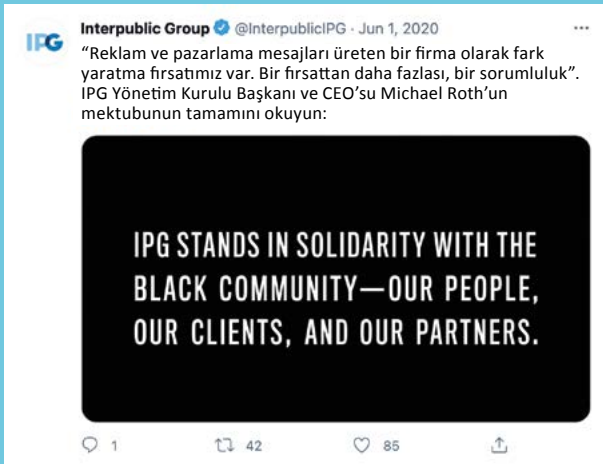 IPG
Interpublic Group @InterpublicIPG · Jun 1, 2020
“Reklam ve pazarlama mesajları üreten bir firma olarak fark
yaratma fırsatımız var. Bir fırsattan daha fazlası, bir sorumluluk”.
IPG Yönetim Kurulu Başkanı ve CEO’su Michael Roth’un
mektubunun tamamını okuyun:
IPG STANDS IN SOLIDARITY WITH THE
BLACK COMMUNITY—OUR PEOPLE,
OUR CLIENTS, AND OUR PARTNERS.
1 42 85